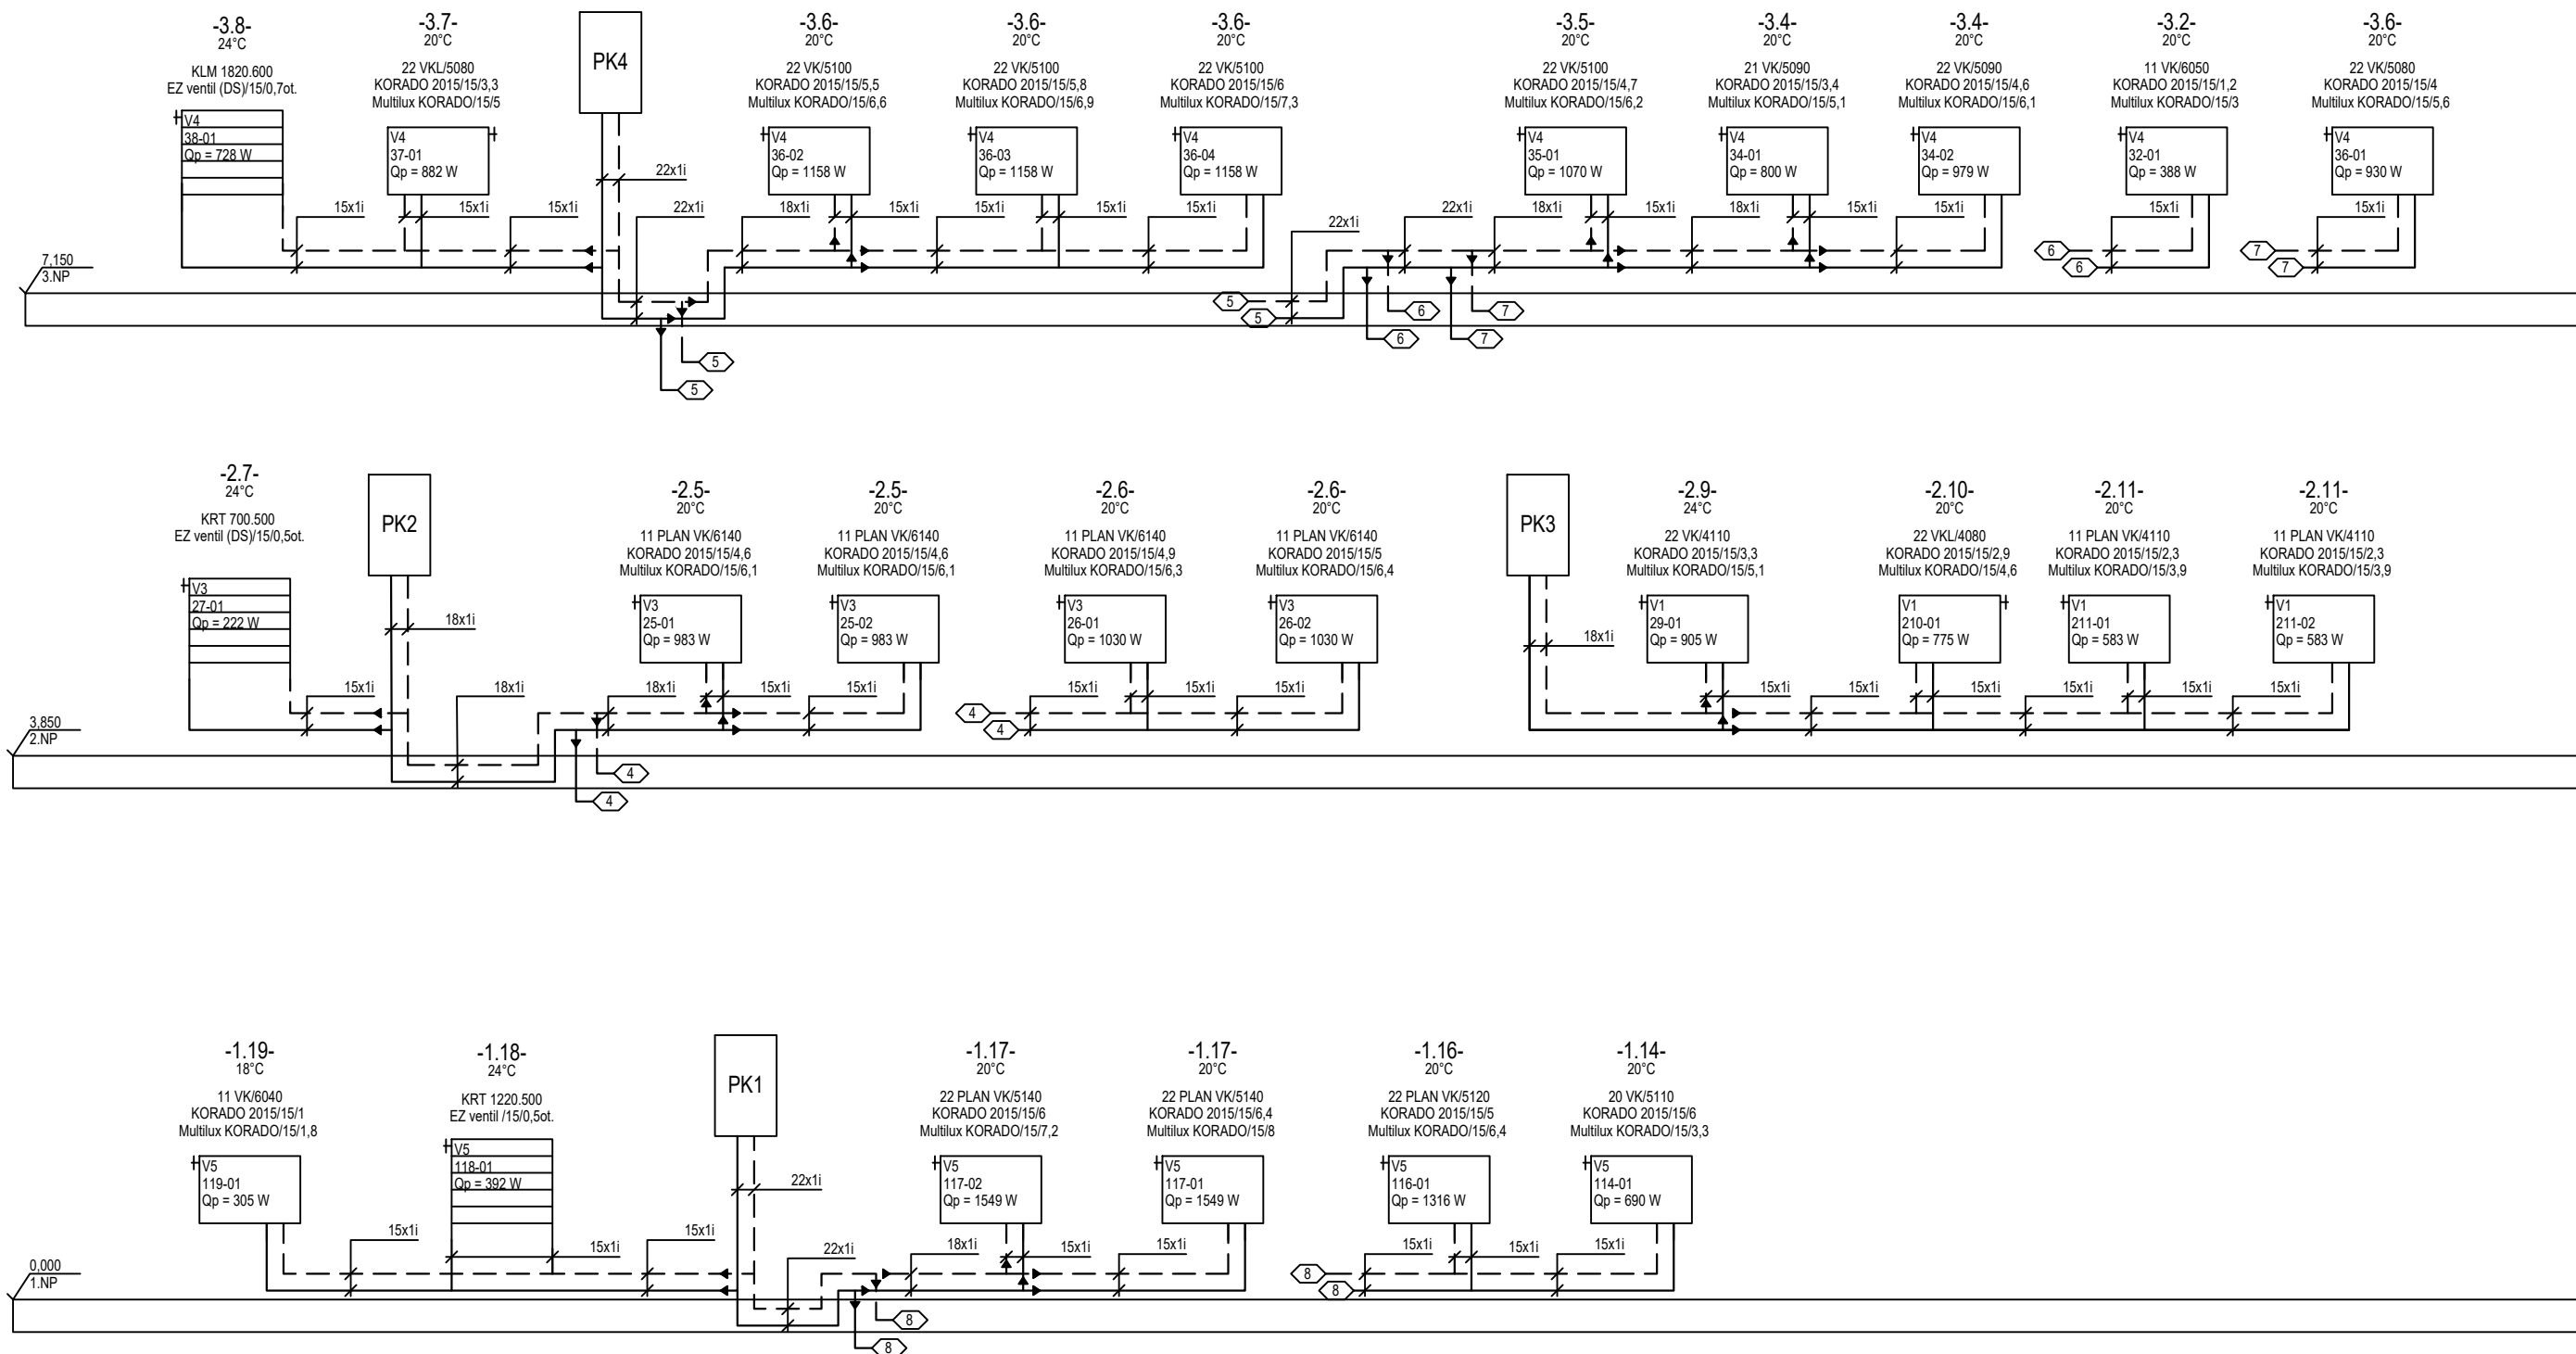 -3.8-
24°C
KLM 1820.600
EZ ventil (DS)/15/0,7ot.
V4
38-01
Qp = 728 W
-3.7-
20°C
22 VKL/5080
KORADO 2015/15/3,3
Multilux KORADO/15/5
V4
37-01
Qp = 882 W
PK4
-3.6-
20°C
22 VK/5100
KORADO 2015/15/5,5
Multilux KORADO/15/6,6
V4
36-02
Qp = 1158 W
-3.6-
20°C
22 VK/5100
KORADO 2015/15/5,8
Multilux KORADO/15/6,9
V4
36-03
Qp = 1158 W
-3.6-
20°C
22 VK/5100
KORADO 2015/15/6
Multilux KORADO/15/7,3
V4
36-04
Qp = 1158 W
-3.5-
20°C
22 VK/5100
KORADO 2015/15/4,7
Multilux KORADO/15/6,2
V4
35-01
Qp = 1070 W
-3.4-
20°C
21 VK/5090
KORADO 2015/15/3,4
Multilux KORADO/15/5,1
V4
34-01
Qp = 800 W
-3.4-
20°C
22 VK/5090
KORADO 2015/15/4,6
Multilux KORADO/15/6,1
V4
34-02
Qp = 979 W
-3.2-
20°C
11 VK/6050
KORADO 2015/15/1,2
Multilux KORADO/15/3
V4
32-01
Qp = 388 W
-3.6-
20°C
22 VK/5080
KORADO 2015/15/4
Multilux KORADO/15/5,6
V4
36-01
Qp = 930 W
22x1i
15x1i
15x1i
15x1i
22x1i
18x1i
15x1i
15x1i
15x1i
15x1i
22x1i
22x1i
18x1i
15x1i
18x1i
15x1i
15x1i
15x1i
15x1i
7,150
3.NP
6
6
7
7
5
5
6
7
6
7
5
5
-2.7-
24°C
KRT 700.500
EZ ventil (DS)/15/0,5ot.
V3
27-01
Qp = 222 W
PK2
-2.5-
20°C
11 PLAN VK/6140
KORADO 2015/15/4,6
Multilux KORADO/15/6,1
V3
25-01
Qp = 983 W
-2.5-
20°C
11 PLAN VK/6140
KORADO 2015/15/4,6
Multilux KORADO/15/6,1
V3
25-02
Qp = 983 W
-2.6-
20°C
11 PLAN VK/6140
KORADO 2015/15/4,9
Multilux KORADO/15/6,3
V3
26-01
Qp = 1030 W
-2.6-
20°C
11 PLAN VK/6140
KORADO 2015/15/5
Multilux KORADO/15/6,4
V3
26-02
Qp = 1030 W
PK3
-2.9-
24°C
22 VK/4110
KORADO 2015/15/3,3
Multilux KORADO/15/5,1
V1
29-01
Qp = 905 W
-2.10-
20°C
22 VKL/4080
KORADO 2015/15/2,9
Multilux KORADO/15/4,6
V1
210-01
Qp = 775 W
-2.11-
20°C
11 PLAN VK/4110
KORADO 2015/15/2,3
Multilux KORADO/15/3,9
V1
211-01
Qp = 583 W
-2.11-
20°C
11 PLAN VK/4110
KORADO 2015/15/2,3
Multilux KORADO/15/3,9
V1
211-02
Qp = 583 W
18x1i
18x1i
15x1i
18x1i
18x1i
15x1i
15x1i
15x1i
15x1i
15x1i
15x1i
15x1i
15x1i
15x1i
15x1i
15x1i
3,850
2.NP
4
4
4
4
-1.19-
18°C
11 VK/6040
KORADO 2015/15/1
Multilux KORADO/15/1,8
V5
119-01
Qp = 305 W
-1.18-
24°C
KRT 1220.500
EZ ventil /15/0,5ot.
V5
118-01
Qp = 392 W
PK1
-1.17-
20°C
22 PLAN VK/5140
KORADO 2015/15/6
Multilux KORADO/15/7,2
V5
117-02
Qp = 1549 W
-1.17-
20°C
22 PLAN VK/5140
KORADO 2015/15/6,4
Multilux KORADO/15/8
V5
117-01
Qp = 1549 W
-1.16-
20°C
22 PLAN VK/5120
KORADO 2015/15/5
Multilux KORADO/15/6,4
V5
116-01
Qp = 1316 W
-1.14-
20°C
20 VK/5110
KORADO 2015/15/6
Multilux KORADO/15/3,3
V5
114-01
Qp = 690 W
22x1i
15x1i
15x1i
15x1i
22x1i
18x1i
15x1i
15x1i
15x1i
15x1i
15x1i
0,000
1.NP
8
8
8
8